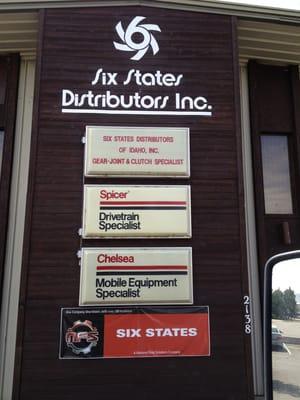 Six States
Distributors Inc.
SIX STATES DISTRIBUTORS
OF IDAHO, INC.
GEAR-JOINT & CLUTCH SPECIALIST
Spicer
Drivetrain
Specialist
Chelsea
Mobile Equipment
Specialist
SIX STATES
2138